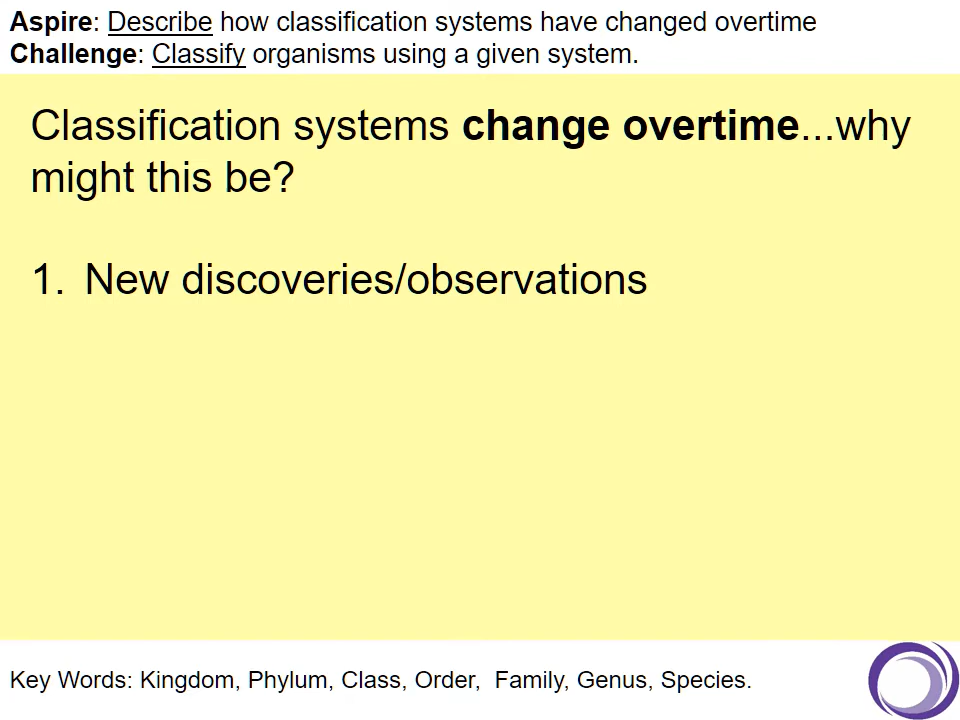 Aspire: Describe how classification systems have changed overtime
Challenge: Classify organisms using a given system.
Classification systems change overtime...why
might this be?
1. New discoveries/observations
Key Words: Kingdom, Phylum, Class, Order, Family, Genus, Species.